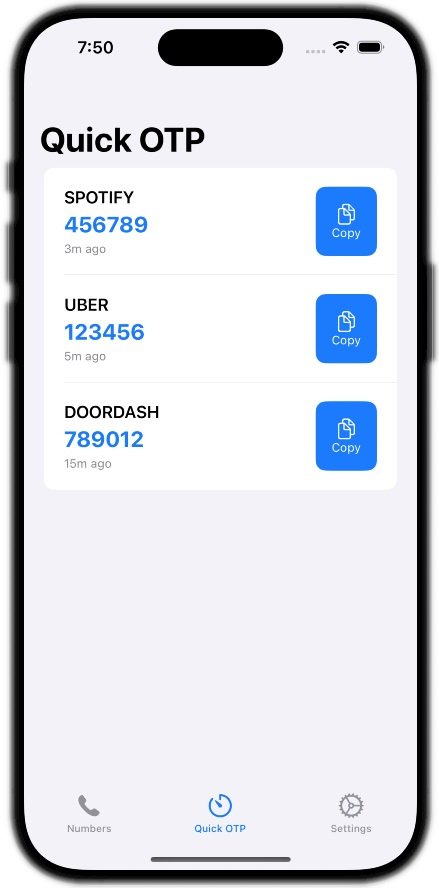 7:50
Quick OTP
SPOTIFY
456789
3m ago
Copy
UBER
123456
5m ago
Copy
DOORDASH
789012
15m ago
Copy
Numbers
Quick OTP
Settings